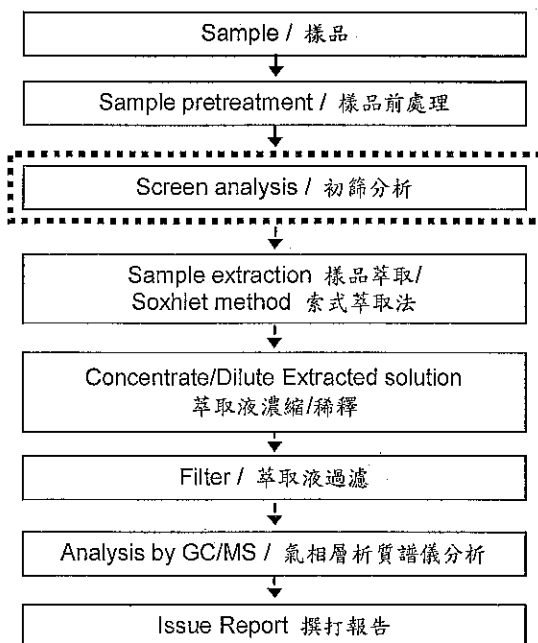 Sample / 樣品
Sample pretreatment / 樣品前處理
Screen analysis / 初篩分析
Sample extraction 樣品萃取/
Soxhlet method 索式萃取法
Concentrate/Dilute Extracted solution
萃取液濃縮/稀釋
Filter / 萃取液過濾
Analysis by GC/MS / 氣相層析質譜儀分析
Issue Report 撰打報告